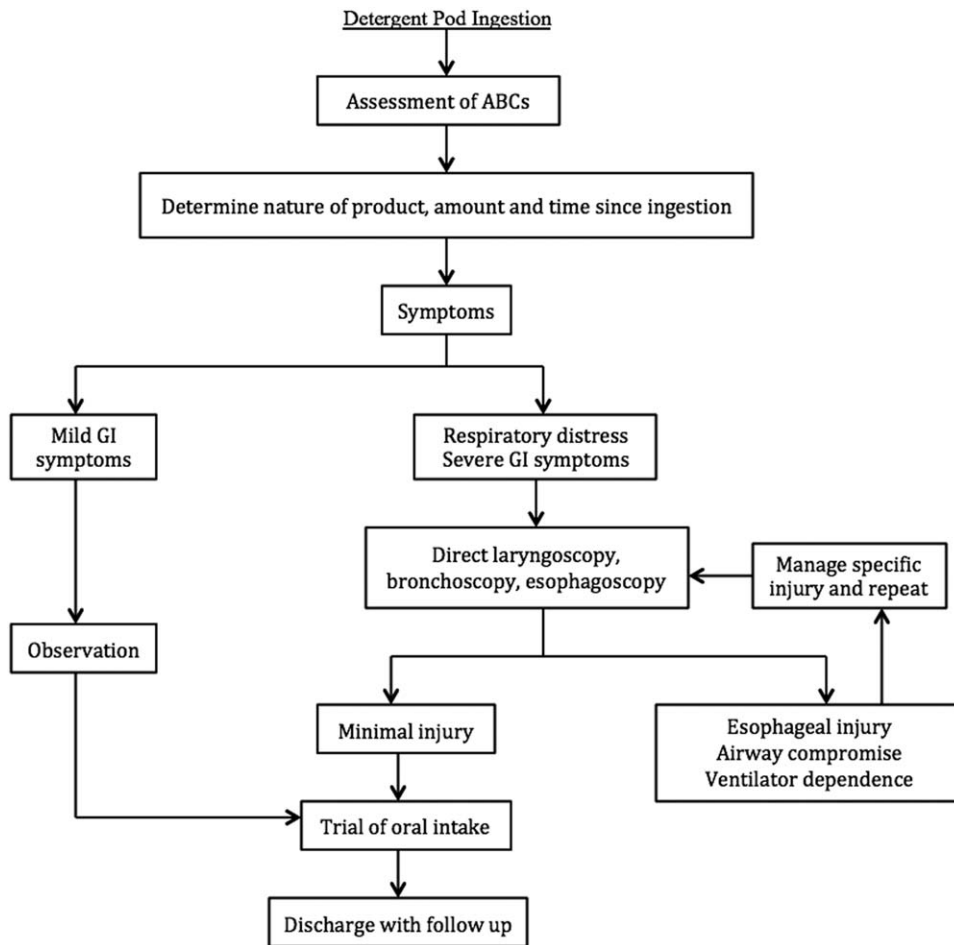 Detergent Pod Ingestion
Assessment of ABCs
Determine nature of product, amount and time since ingestion
Symptoms
Mild GI
symptoms
Respiratory distress
Severe GI symptoms
Direct laryngoscopy,
bronchoscopy, esophagoscopy
Manage specific
injury and repeat
Observation
Minimal injury
Esophageal injury
Airway compromise
Ventilator dependence
Trial of oral intake
Discharge with follow up